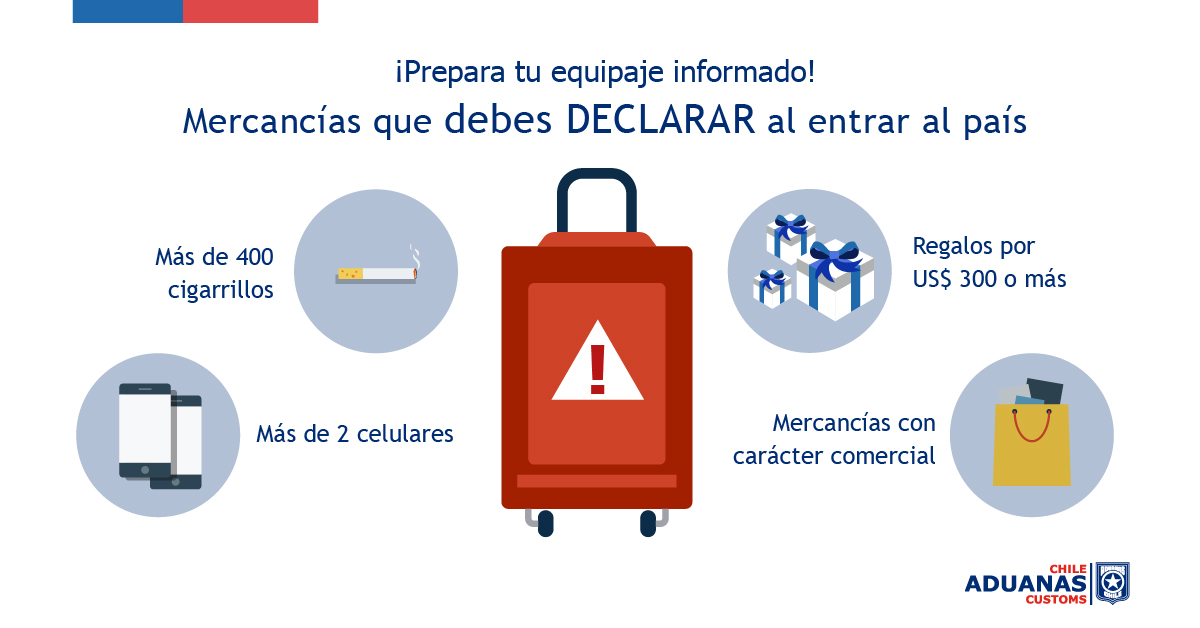 ¡Prepara tu equipaje informado!
Mercancías que debes DECLARAR al entrar al país
Más de 400
cigarrillos
Regalos por
US$ 300 o más
Más de 2 celulares
Mercancías con
carácter comercial
CHILE
ADUANAS
CUSTOMS